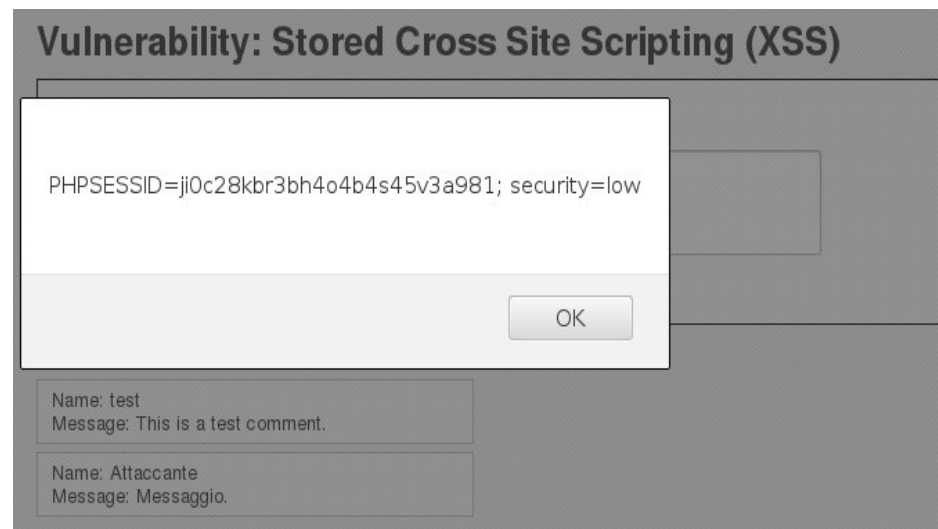 Vulnerability: Stored Cross Site Scripting (XSS)
PHPSESSID=ji0c28kbr3bh4o4b4s45v3a981; security=low
OK
Name: test
Message: This is a test comment.
Name: Attaccante
Message: Messaggio.